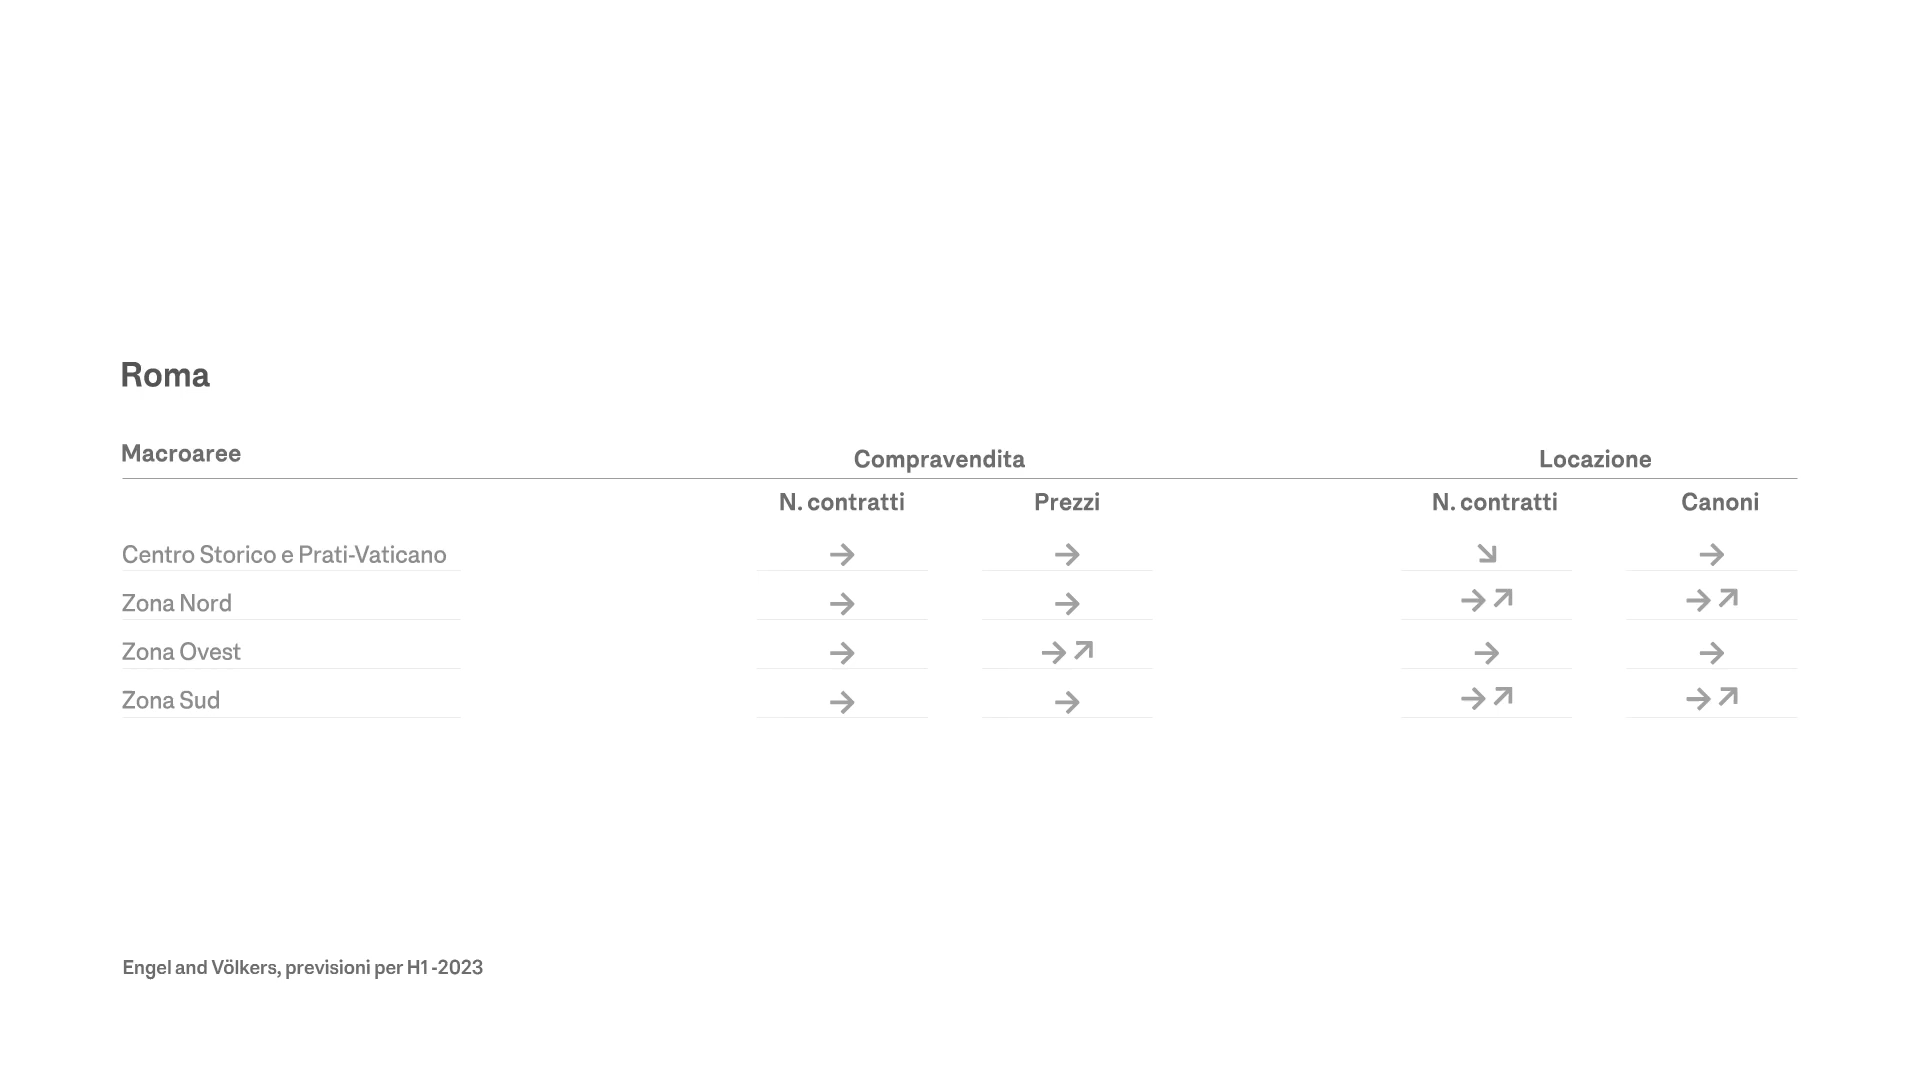 Roma
Macroaree Compravendita Locazione
N. contratti Prezzi N. contratti Canoni
Centro Storico e Prati-Vaticano → → ↘ →
Zona Nord → → →↗ →↗
Zona Ovest → →↗ → →
Zona Sud → → →↗ →↗
Engel and Völkers, previsioni per H1 -2023